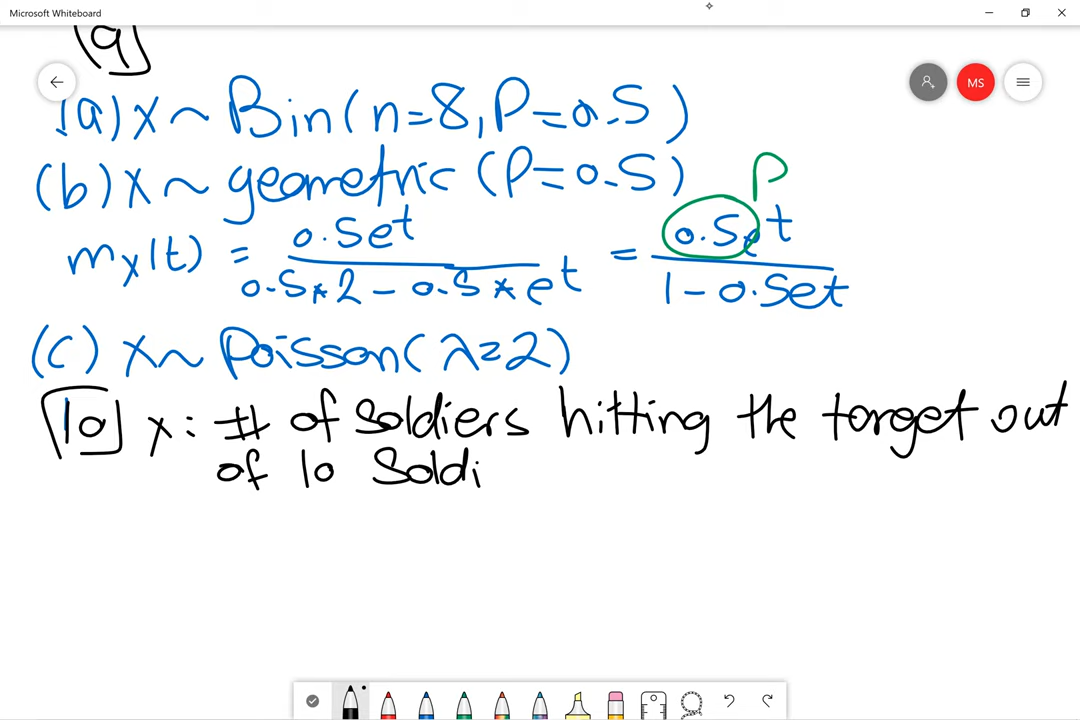 Microsoft Whiteboard
[9]
(a) X ~ Bin(n=8, P=0.5)
(b) X ~ geometric (P=0.5)
P
mX(t) = 0.5et / 0.5*2 - 0.5*et = 0.5et / 1 - 0.5et
(c) X ~ Poisson(λ=2)
[10] X : # of soldiers hitting the target out
of 10 Soldi
MS